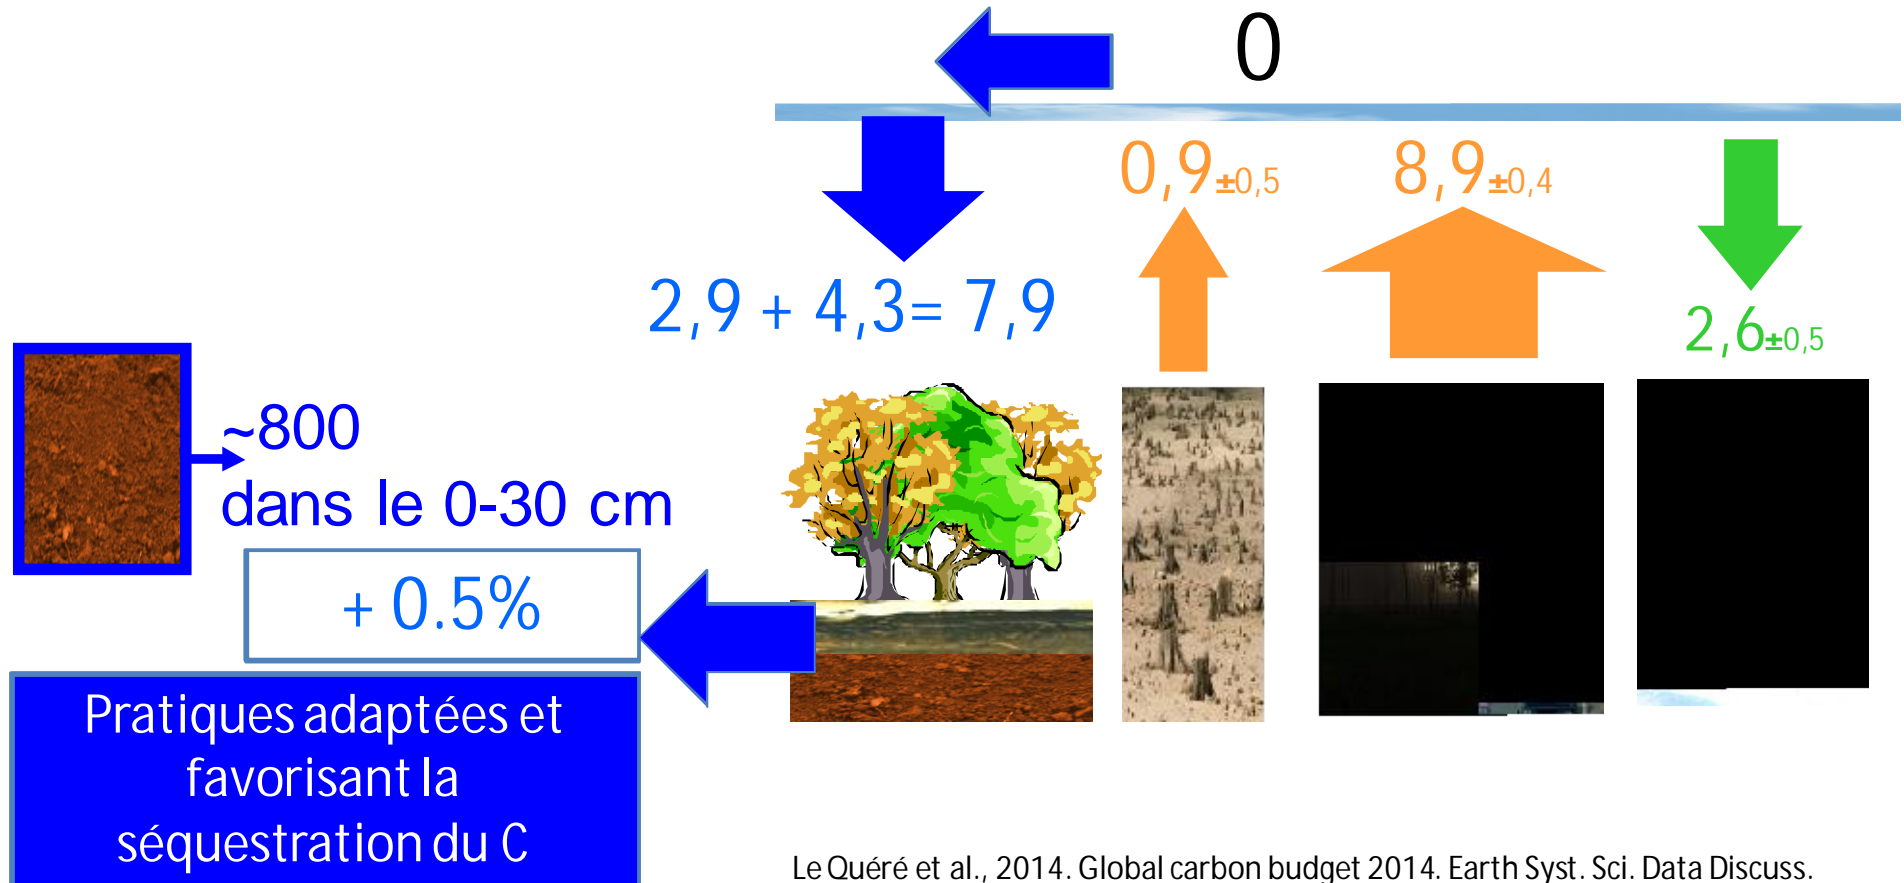 0
0,9±0,5
8,9±0,4
2,9 + 4,3= 7,9
2,6±0,5
~800
dans le 0-30 cm
+ 0.5%
Pratiques adaptées et
favorisant la
séquestration du C
Le Quéré et al., 2014. Global carbon budget 2014. Earth Syst. Sci. Data Discuss.